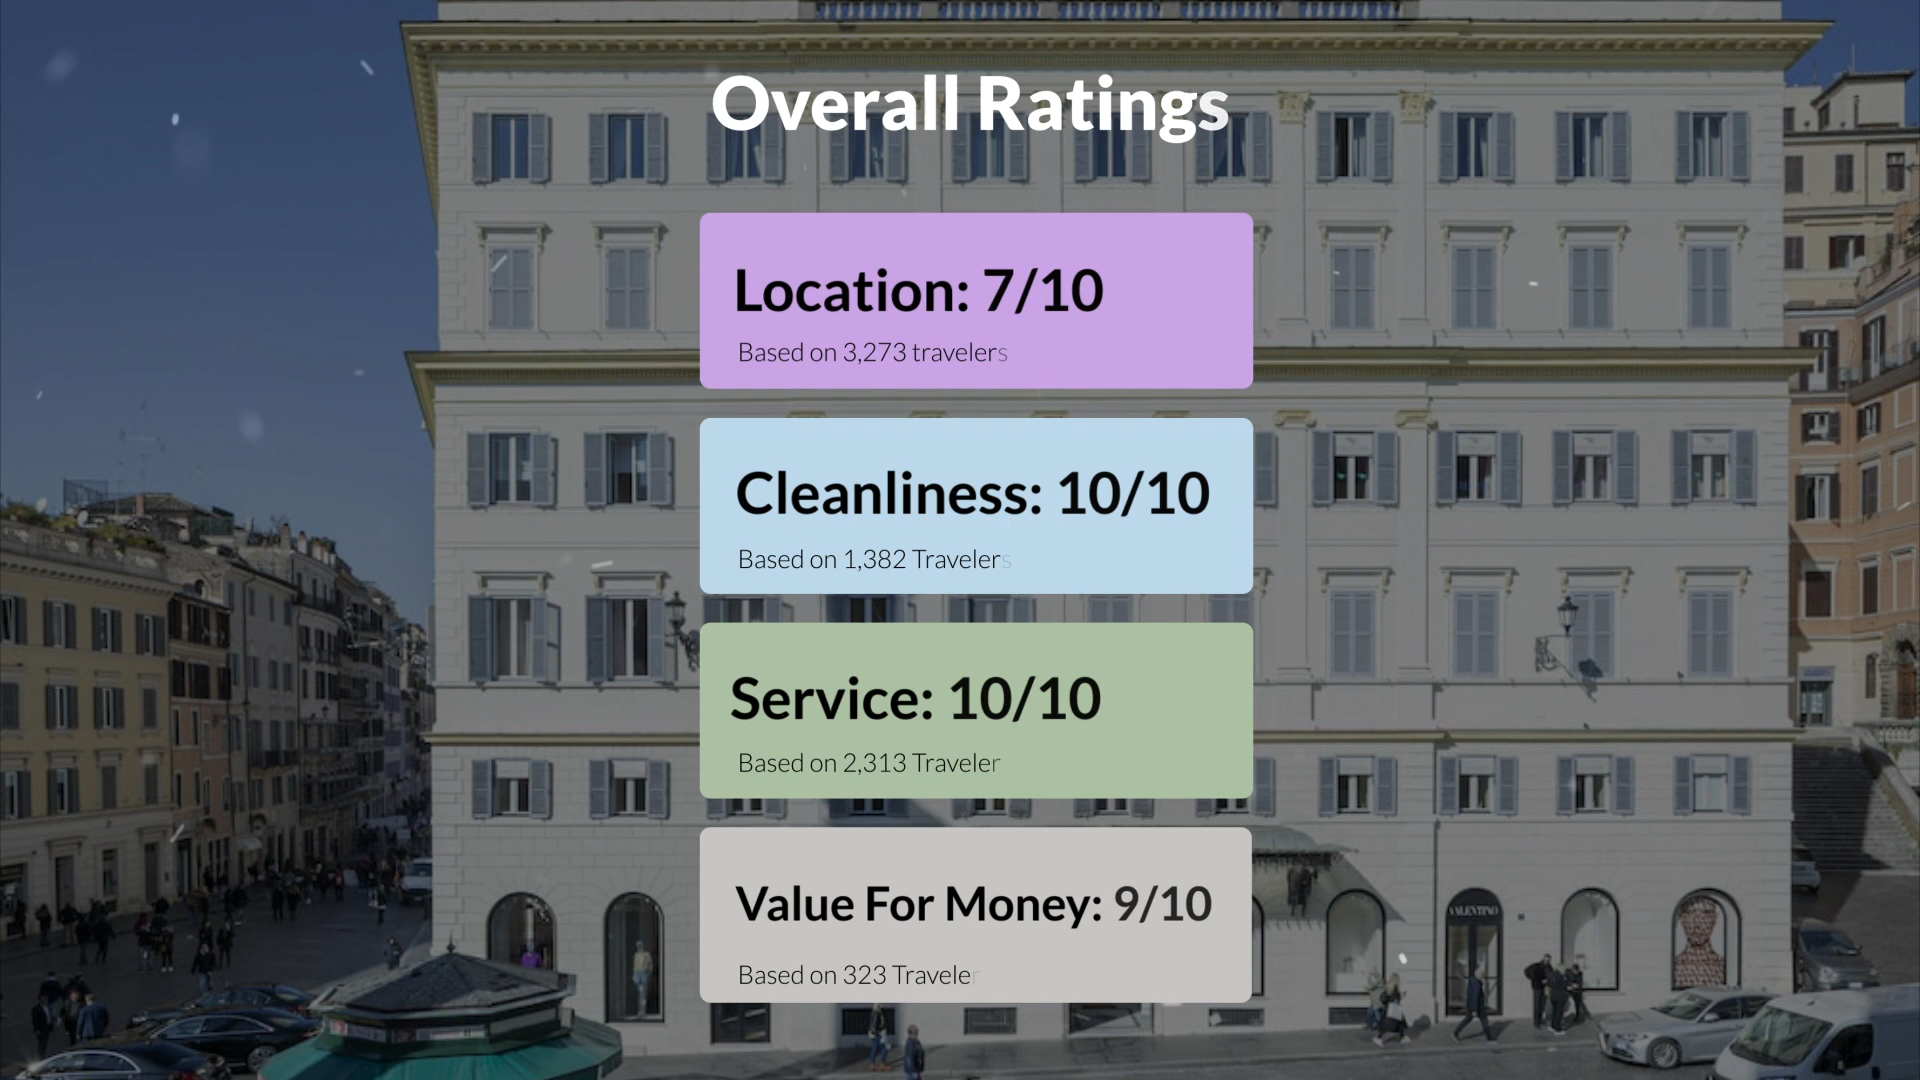 Overall Ratings
Location: 7/10
Based on 3,273 travelers
Cleanliness: 10/10
Based on 1,382 Travelers
Service: 10/10
Based on 2,313 Traveler
Value For Money: 9/10
Based on 323 Traveler
VALENTINO